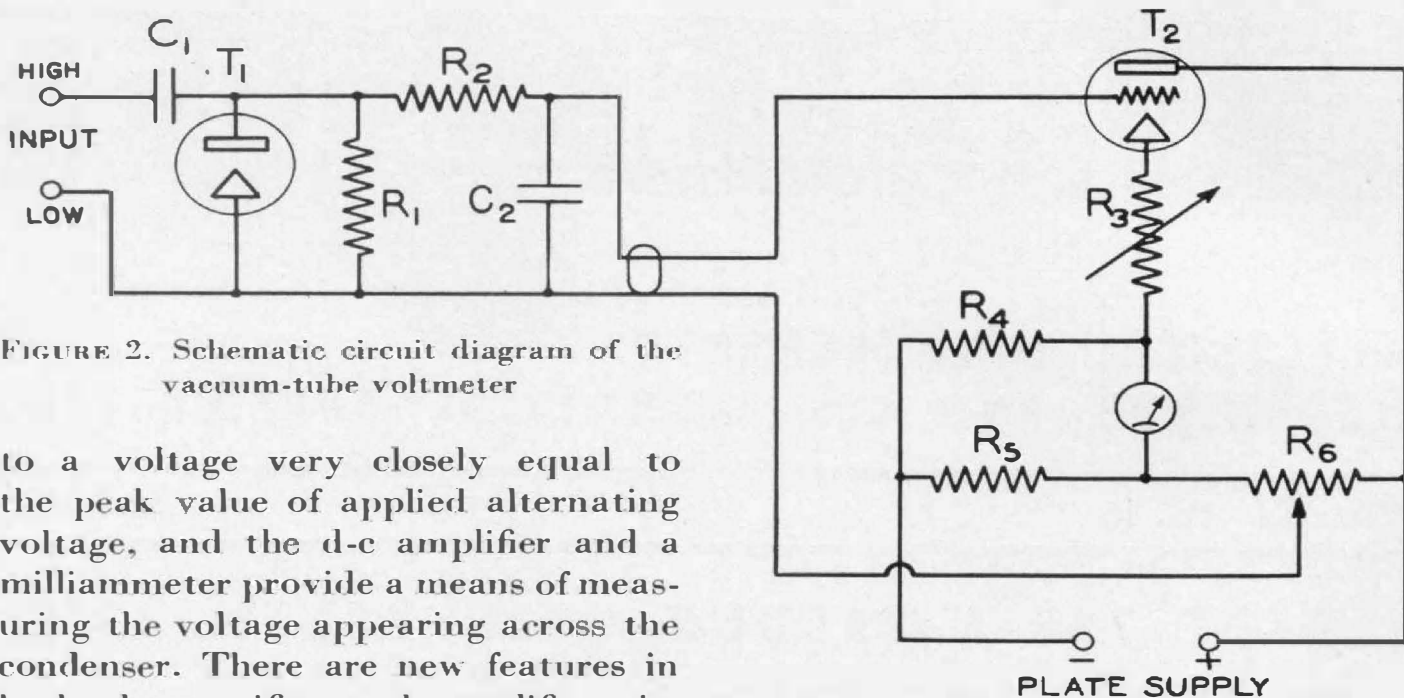 C1
T1
HIGH
INPUT
LOW
R1
R2
C2
T2
R3
R4
R5
R6
− +
PLATE SUPPLY
FIGURE 2. Schematic circuit diagram of the
vacuum-tube voltmeter
to a voltage very closely equal to
the peak value of applied alternating
voltage, and the d-c amplifier and a
milliammeter provide a means of meas-
uring the voltage appearing across the
condenser. There are new features in